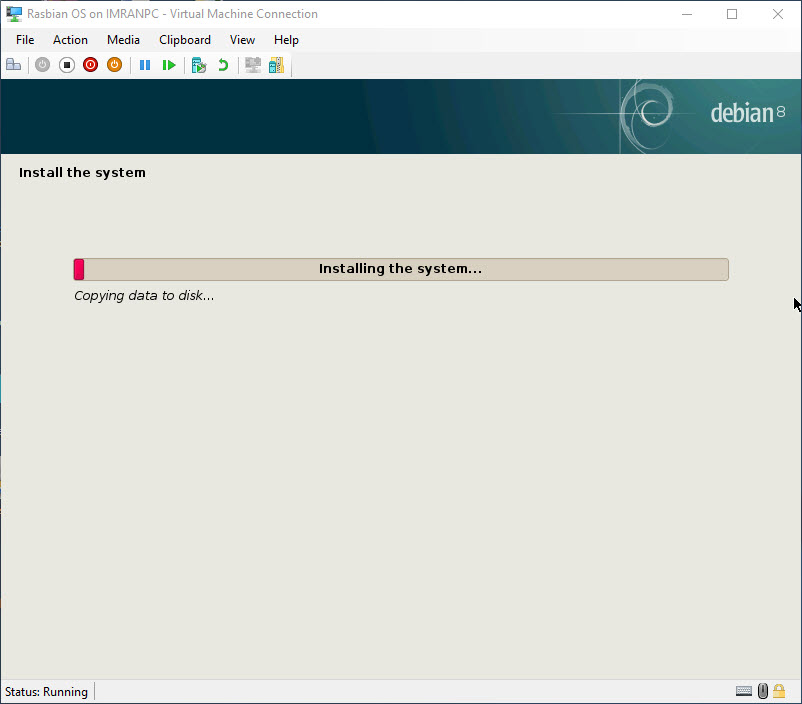 Rasbian OS on IMRANPC - Virtual Machine Connection
File Action Media Clipboard View Help
debian 8
Install the system
Installing the system...
Copying data to disk...
Status: Running